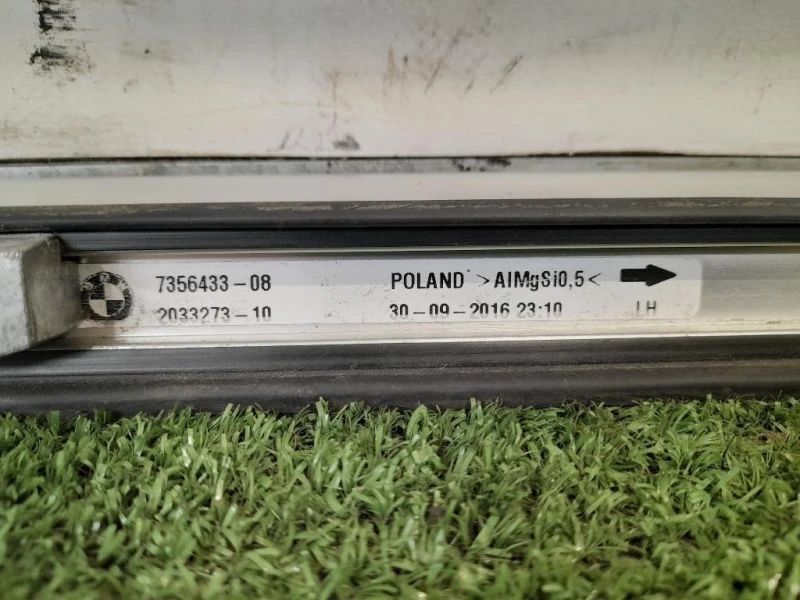 7356433-08 POLAND >AlMgSi0,5<
2033273-10 30-09-2016 23:10 LH